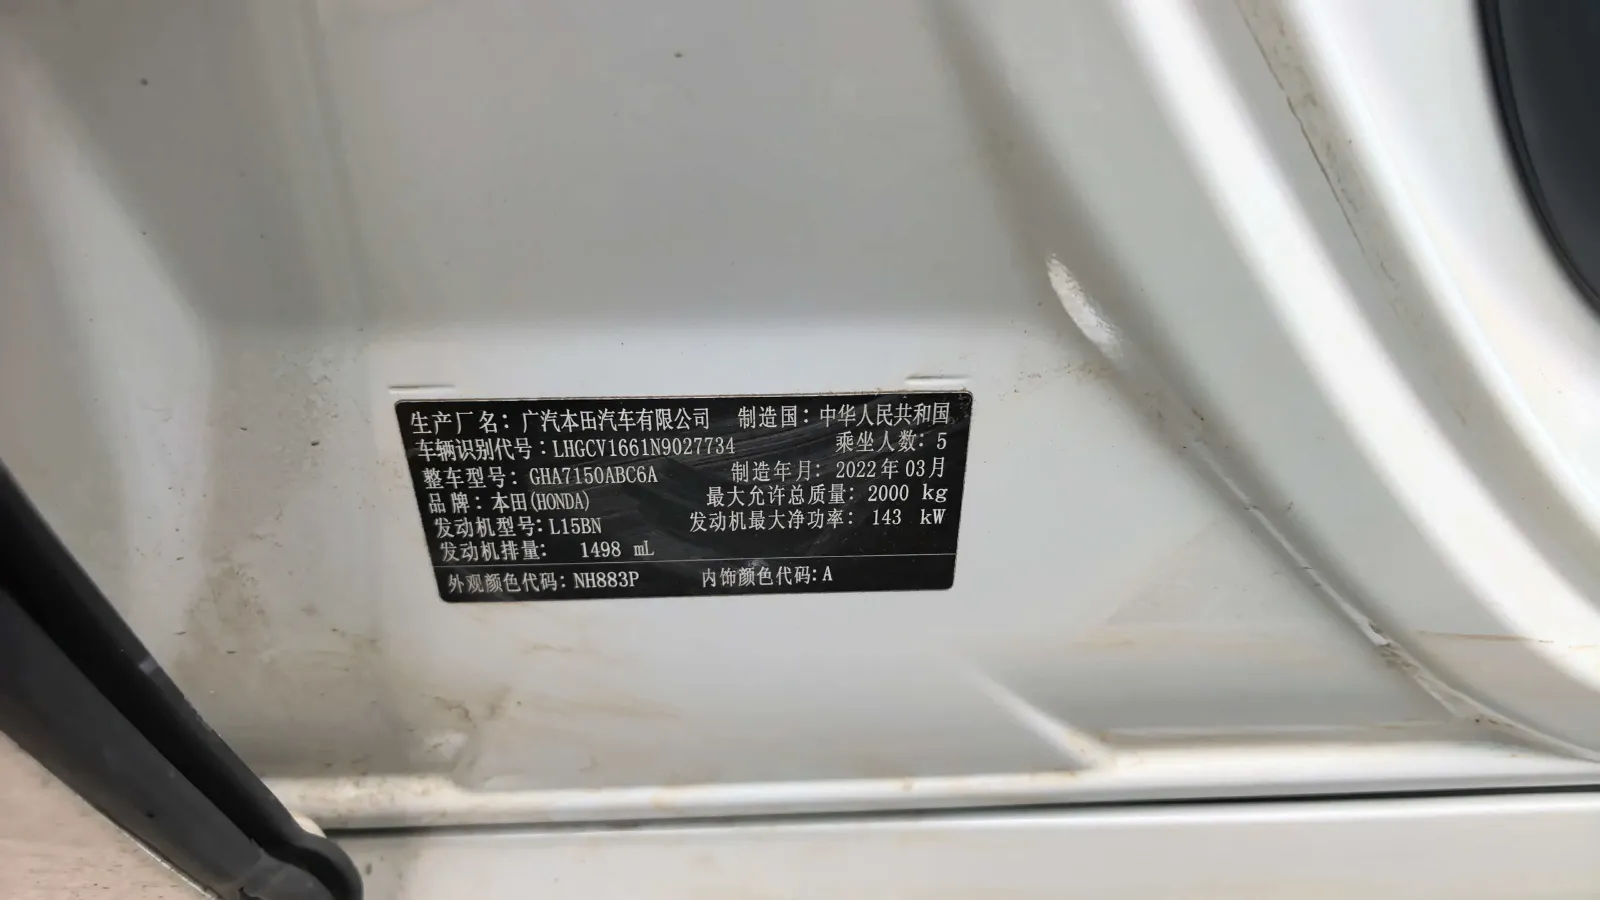 生产厂名：广汽本田汽车有限公司 制造国：中华人民共和国
车辆识别代号：LHGCV1661N9027734 乘坐人数：5
整车型号：GHA7150ABC6A 制造年月：2022年03月
品牌：本田(HONDA) 最大允许总质量：2000 kg
发动机型号：L15BN 发动机最大净功率：143 kW
发动机排量：1498 mL
外观颜色代码：NH883P 内饰颜色代码：A